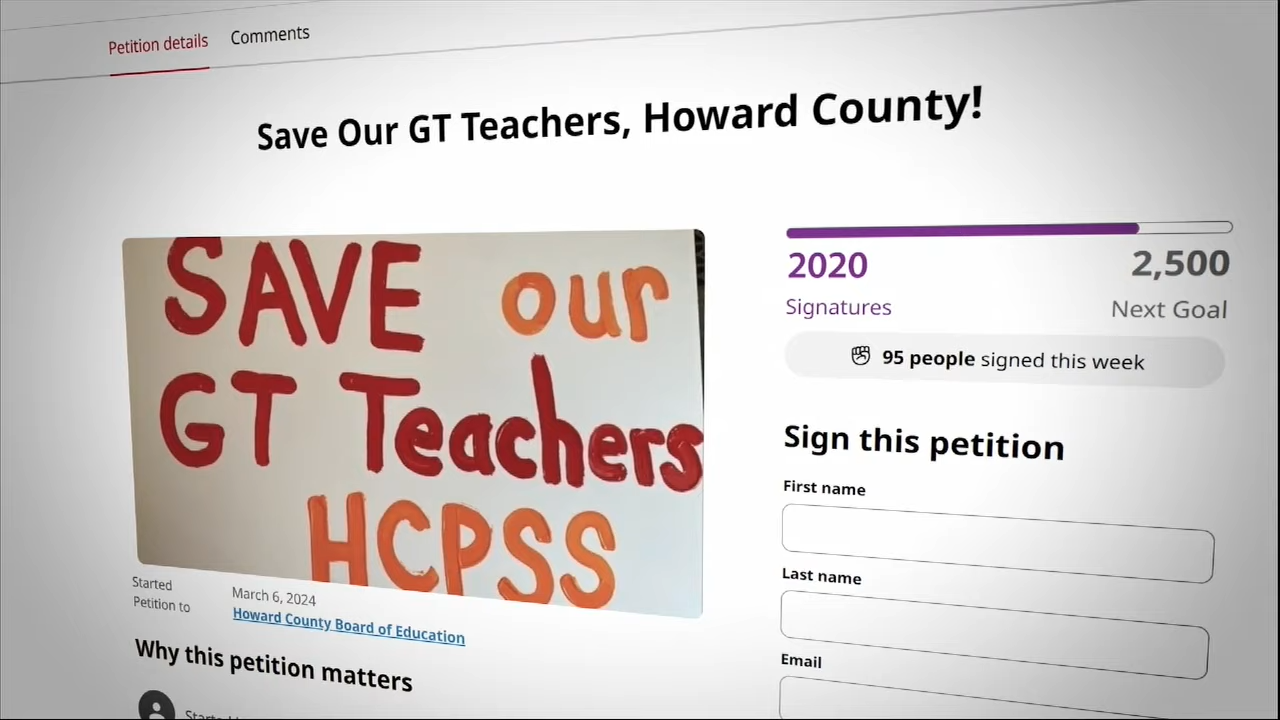 Petition details
Comments
Save Our GT Teachers, Howard County!
SAVE our
GT Teachers
HCPSS
2020
2,500
Signatures
Next Goal
95 people signed this week
Sign this petition
First name
Last name
Email
Started
March 6, 2024
Petition to
Howard County Board of Education
Why this petition matters